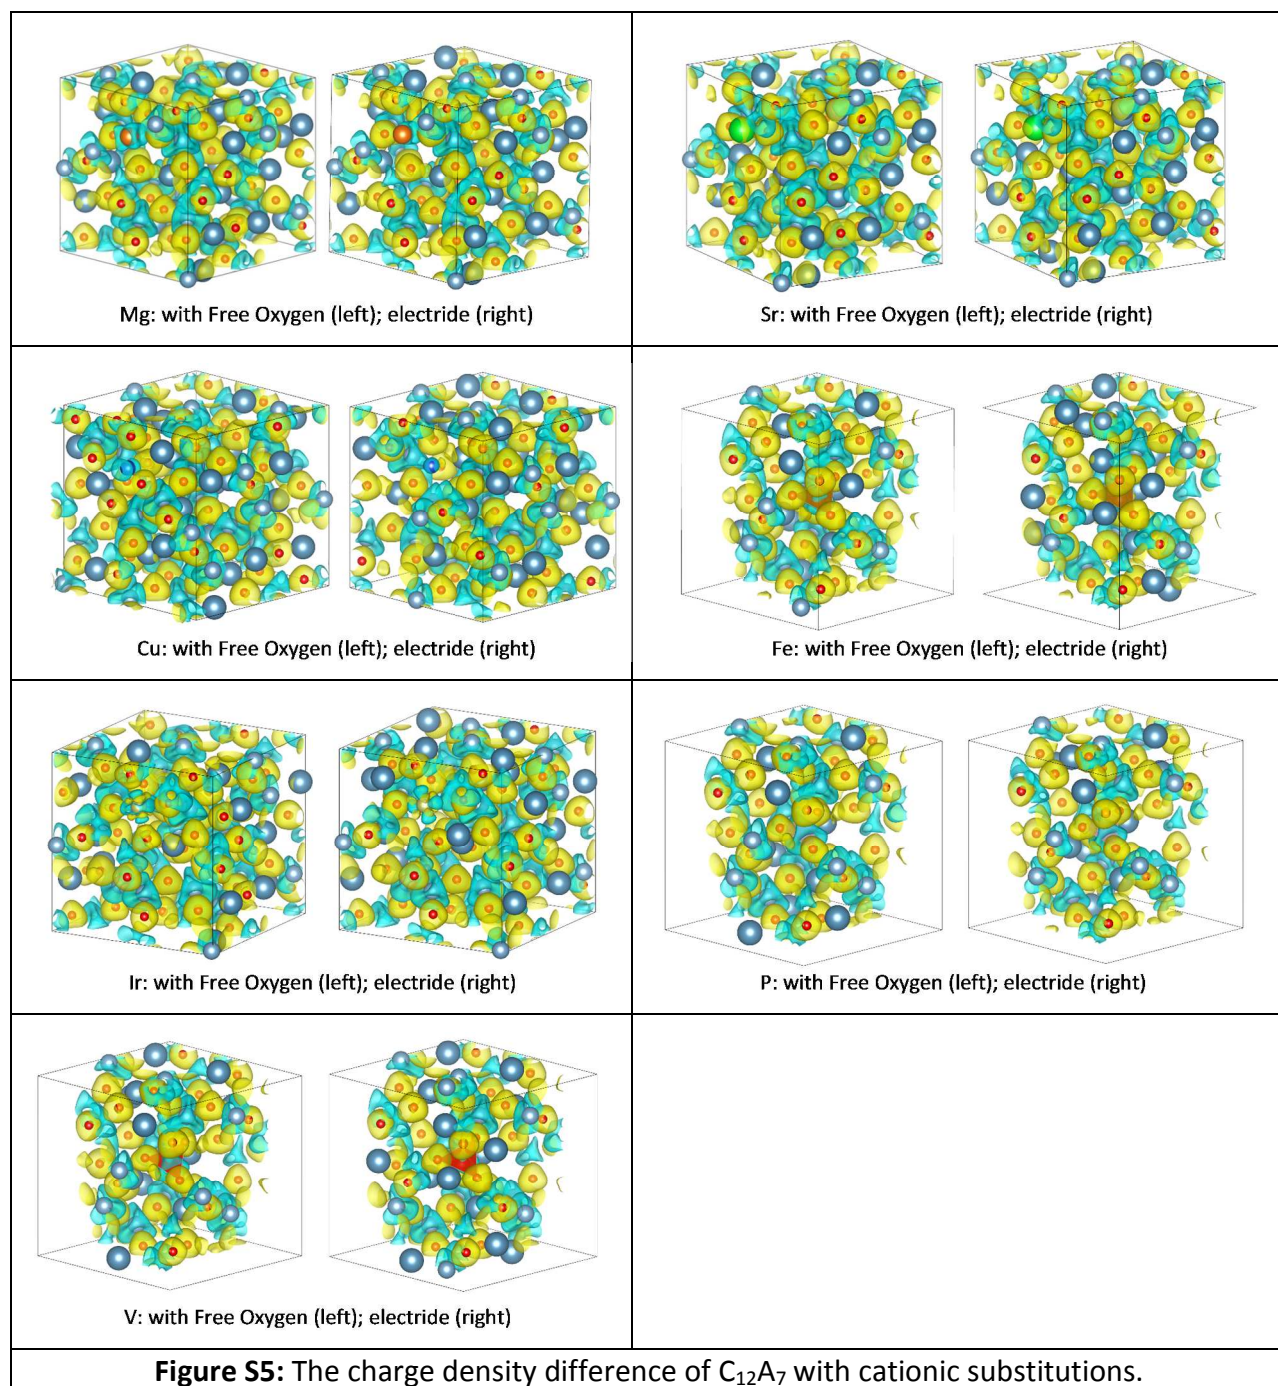 Mg: with Free Oxygen (left); electride (right)
Sr: with Free Oxygen (left); electride (right)
Cu: with Free Oxygen (left); electride (right)
Fe: with Free Oxygen (left); electride (right)
Ir: with Free Oxygen (left); electride (right)
P: with Free Oxygen (left); electride (right)
V: with Free Oxygen (left); electride (right)
Figure S5: The charge density difference of C₁₂A₇ with cationic substitutions.